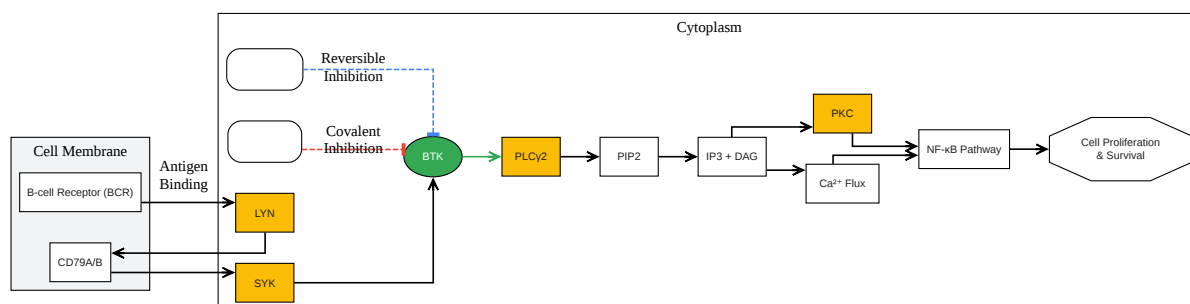 Cytoplasm
Reversible
Inhibition
Covalent
Inhibition
Cell Membrane
B-cell Receptor (BCR)
CD79A/B
Antigen
Binding
LYN
SYK
BTK
PLCγ2
PIP2
IP3 + DAG
PKC
Ca²⁺ Flux
NF-κB Pathway
Cell Proliferation
& Survival